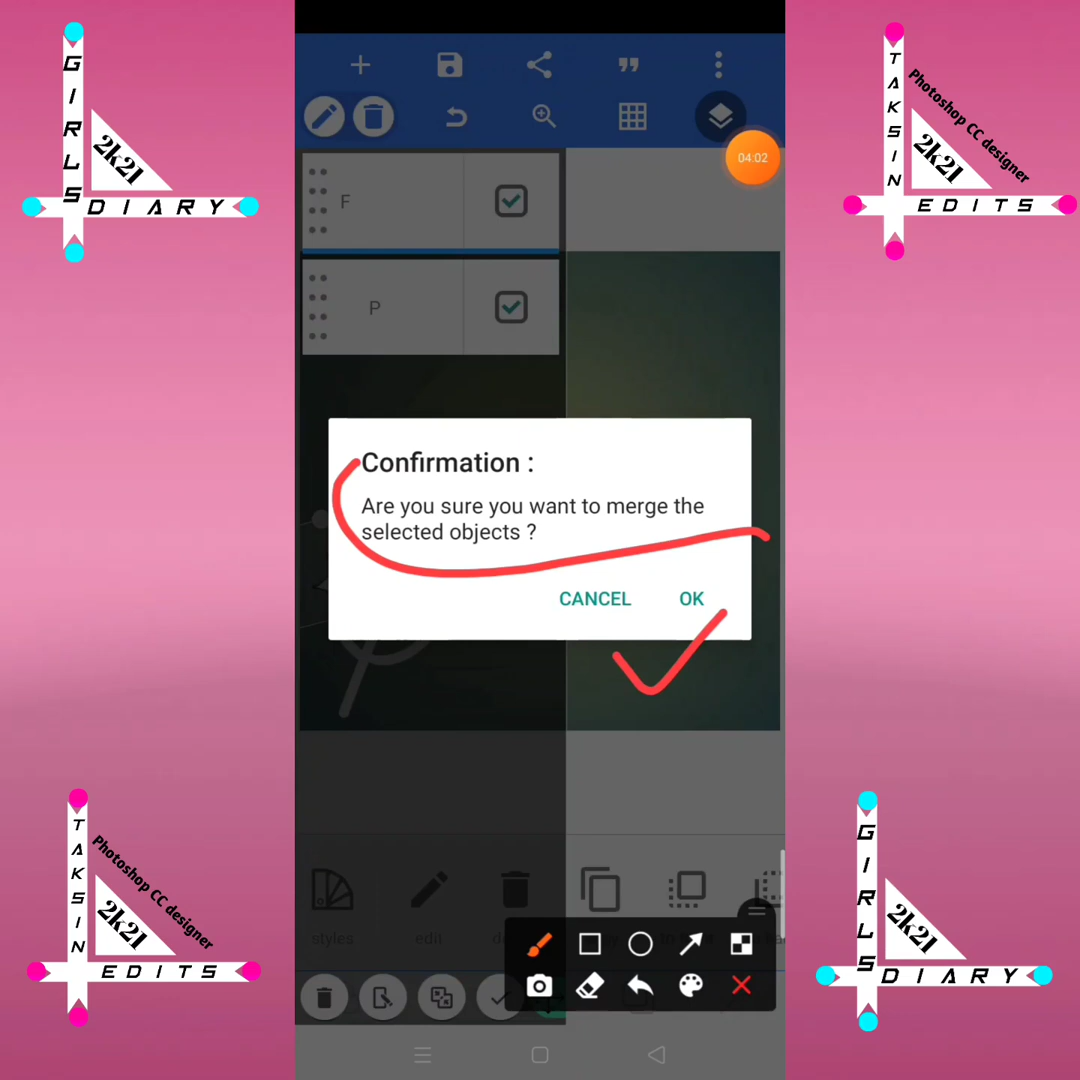 GIRLS
DIARY
2k21
TAKSIN
EDITS
2k21
Photoshop CC designer
04:02
F
P
Confirmation :
Are you sure you want to merge the
selected objects ?
CANCEL OK
styles
edit
TAKSIN
EDITS
2k21
Photoshop CC designer
GIRLS
DIARY
2k21